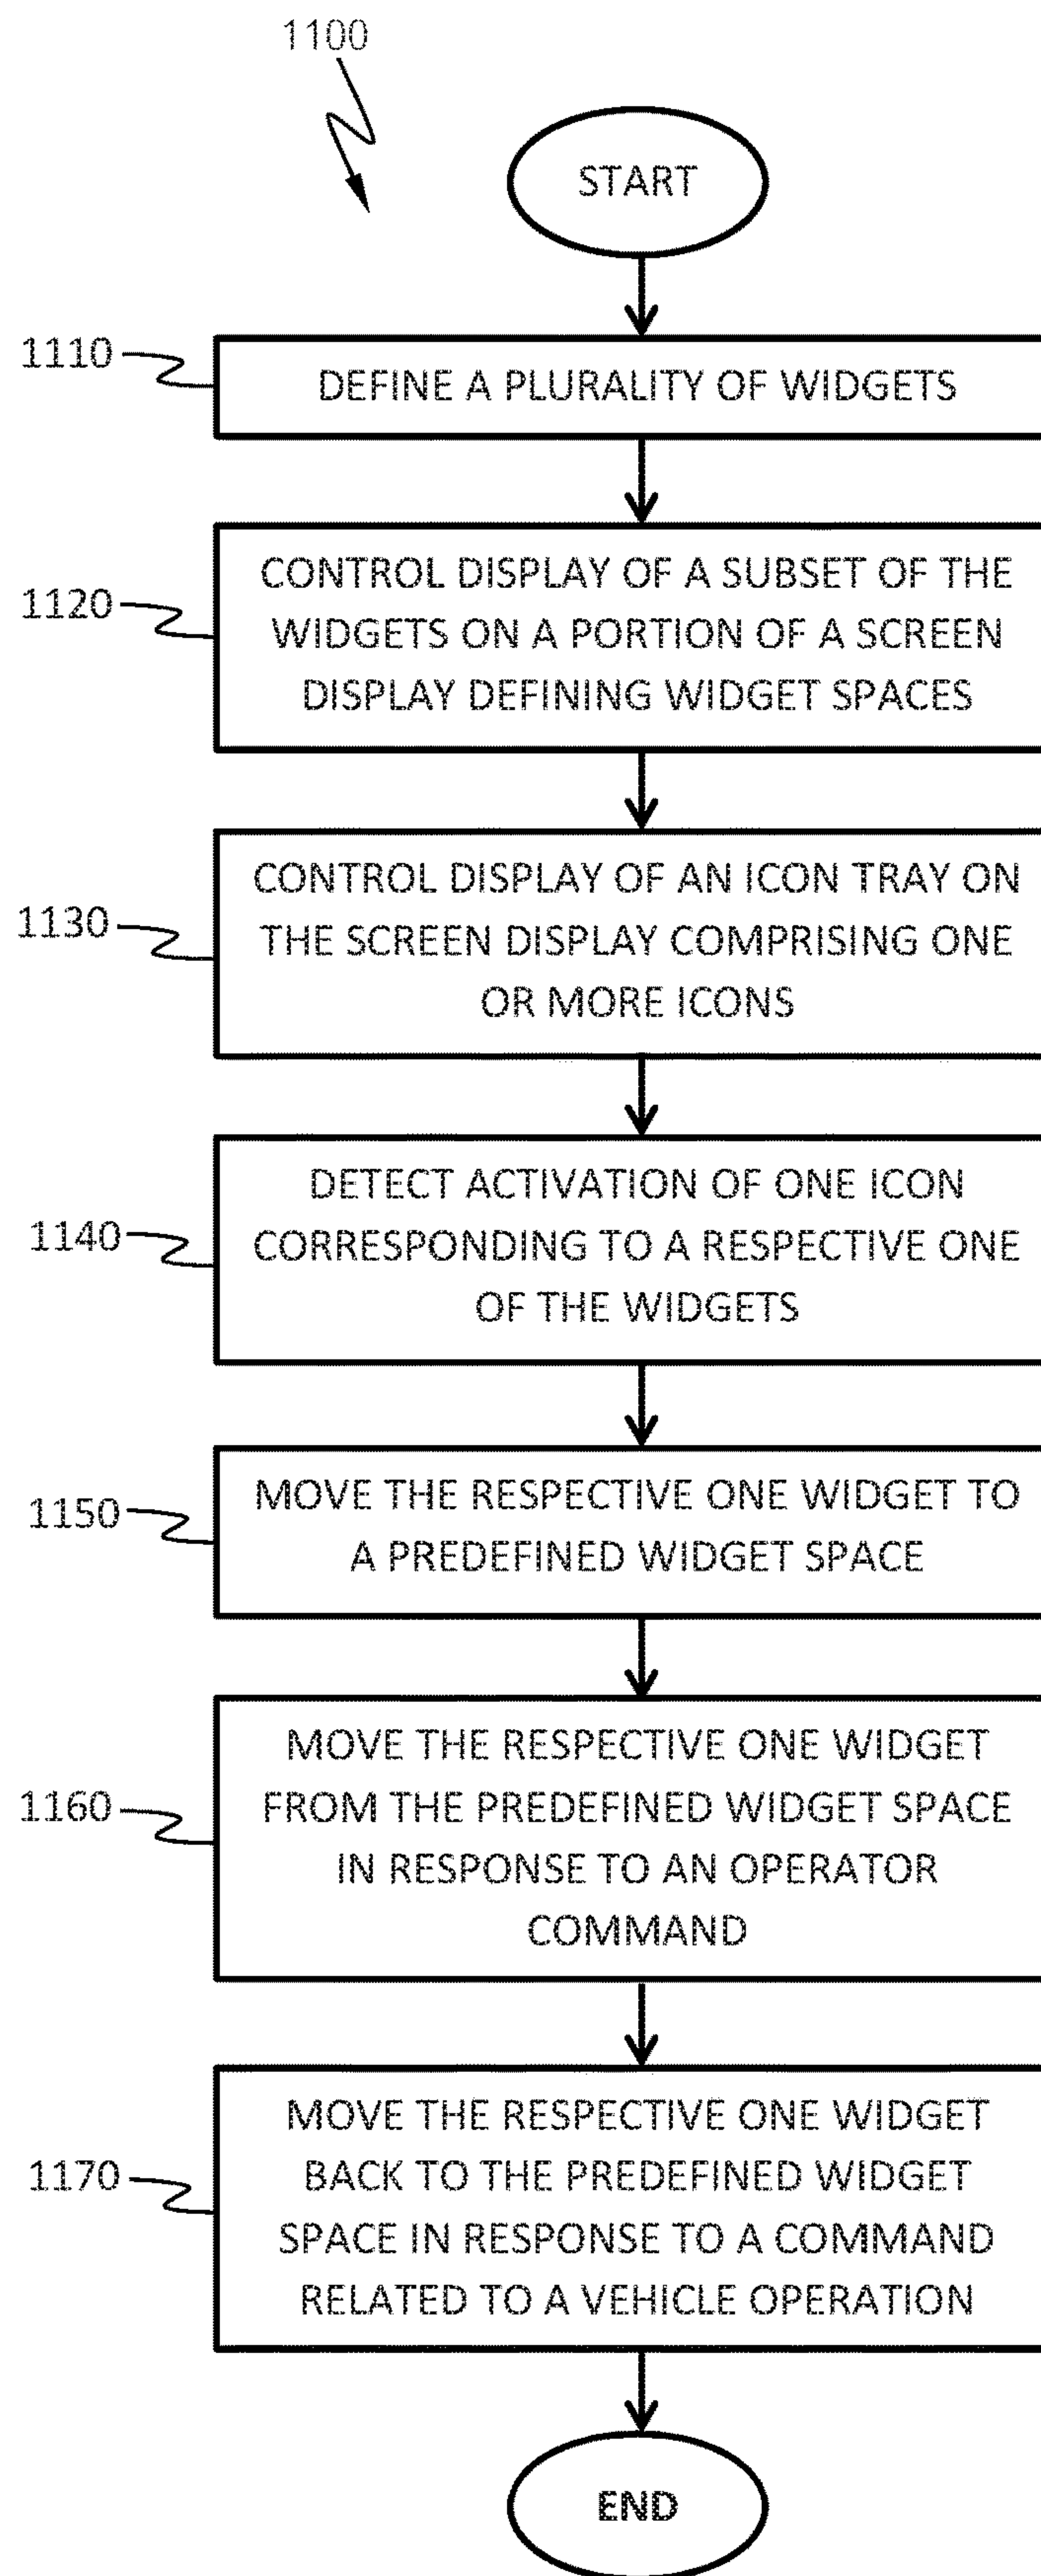 1100
START
1110
DEFINE A PLURALITY OF WIDGETS
1120
CONTROL DISPLAY OF A SUBSET OF THE
WIDGETS ON A PORTION OF A SCREEN
DISPLAY DEFINING WIDGET SPACES
1130
CONTROL DISPLAY OF AN ICON TRAY ON
THE SCREEN DISPLAY COMPRISING ONE
OR MORE ICONS
1140
DETECT ACTIVATION OF ONE ICON
CORRESPONDING TO A RESPECTIVE ONE
OF THE WIDGETS
1150
MOVE THE RESPECTIVE ONE WIDGET TO
A PREDEFINED WIDGET SPACE
1160
MOVE THE RESPECTIVE ONE WIDGET
FROM THE PREDEFINED WIDGET SPACE
IN RESPONSE TO AN OPERATOR
COMMAND
1170
MOVE THE RESPECTIVE ONE WIDGET
BACK TO THE PREDEFINED WIDGET
SPACE IN RESPONSE TO A COMMAND
RELATED TO A VEHICLE OPERATION
END